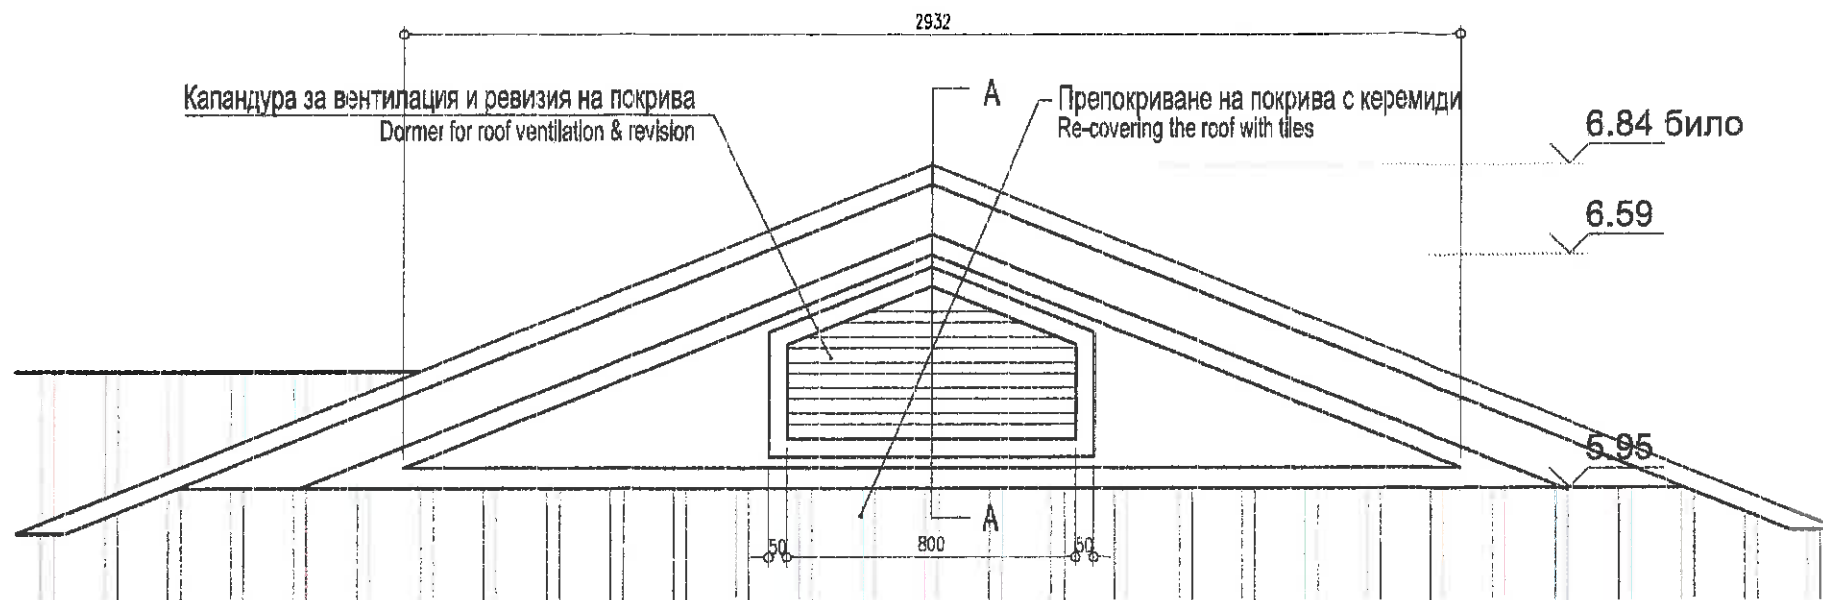 2932
Капандура за вентилация и ревизия на покрива
Dormer for roof ventilation & revision
A
Препокриване на покрива с керемиди
Re-covering the roof with tiles
6.84 било
6.59
5.95
A
50
800
50